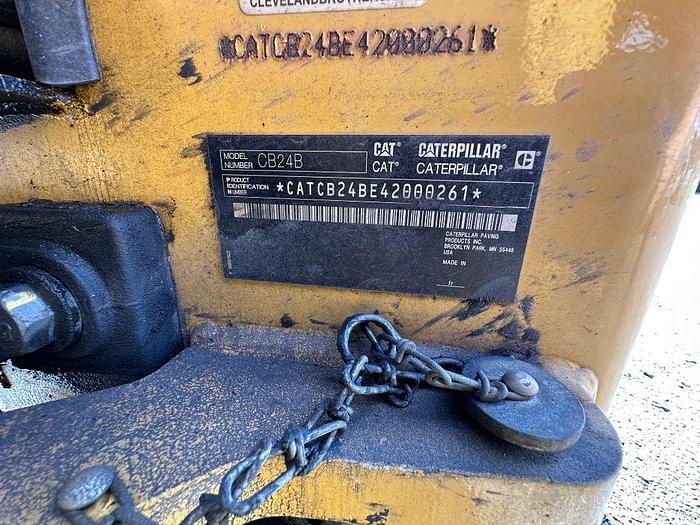 CLEVELANDBROTHERS
*CATCB24BE42000261*
MODEL NUMBER CB24B
CAT® CATERPILLAR®
CAT® CATERPILLAR®
PRODUCT IDENTIFICATION NUMBER *CATCB24BE42000261*
CATERPILLAR PAVING
PRODUCTS INC.
BROOKLYN PARK, MN 55445
USA
MADE IN
fr